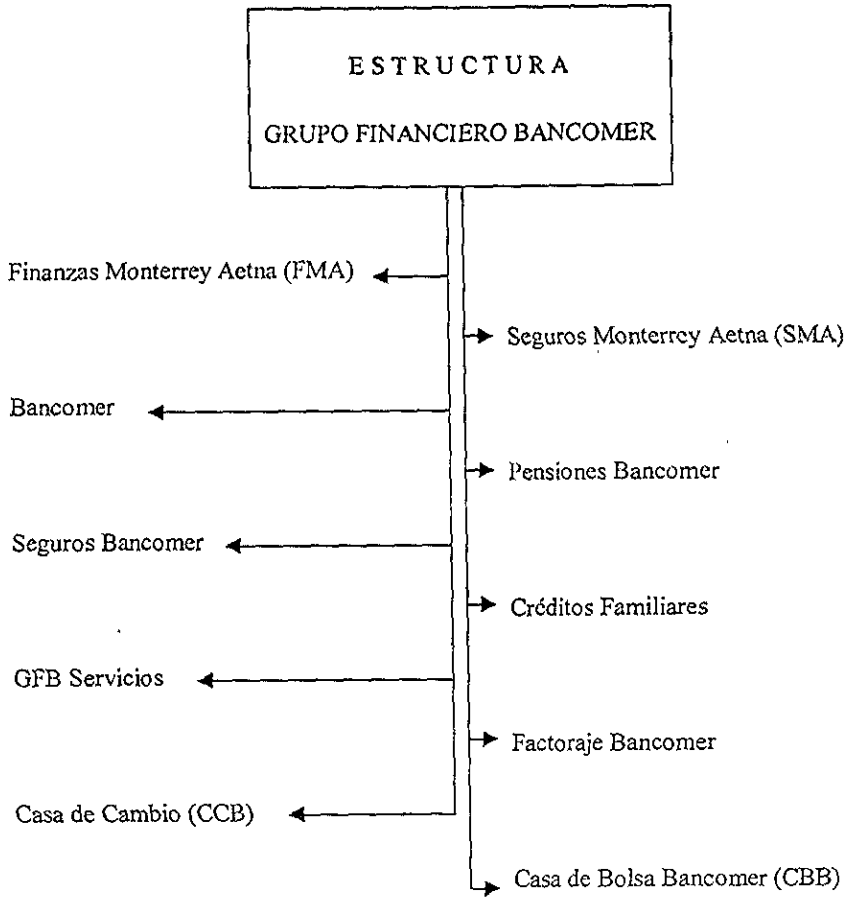 ESTRUCTURA
GRUPO FINANCIERO BANCOMER
Finanzas Monterrey Aetna (FMA)
Seguros Monterrey Aetna (SMA)
Bancomer
Pensiones Bancomer
Seguros Bancomer
Créditos Familiares
GFB Servicios
Factoraje Bancomer
Casa de Cambio (CCB)
Casa de Bolsa Bancomer (CBB)